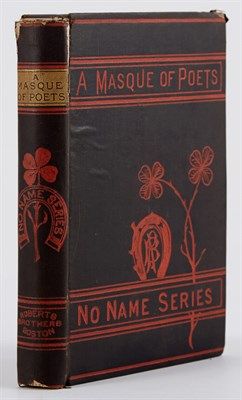 A
MASQUE
OF POETS
NO NAME SERIES
ROBERTS
BROTHERS
BOSTON
A MASQUE OF POETS
NO NAME SERIES